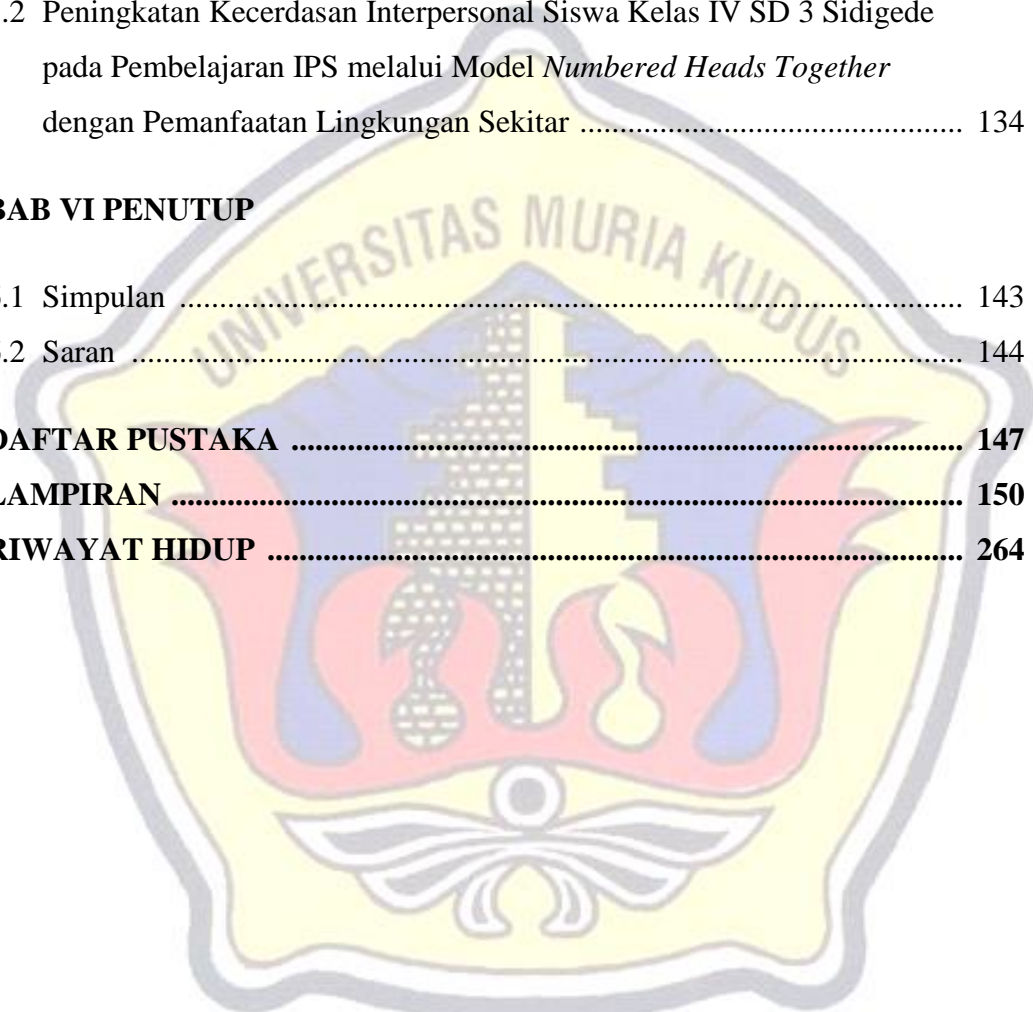 .2 Peningkatan Kecerdasan Interpersonal Siswa Kelas IV SD 3 Sidigede
pada Pembelajaran IPS melalui Model Numbered Heads Together
dengan Pemanfaatan Lingkungan Sekitar ................................................ 134
BAB VI PENUTUP
UNIVERSITAS MURIA KUDUS
.1 Simpulan .................................................................................................. 143
.2 Saran ........................................................................................................ 144
DAFTAR PUSTAKA .................................................................................... 147
LAMPIRAN ................................................................................................... 150
RIWAYAT HIDUP ....................................................................................... 264